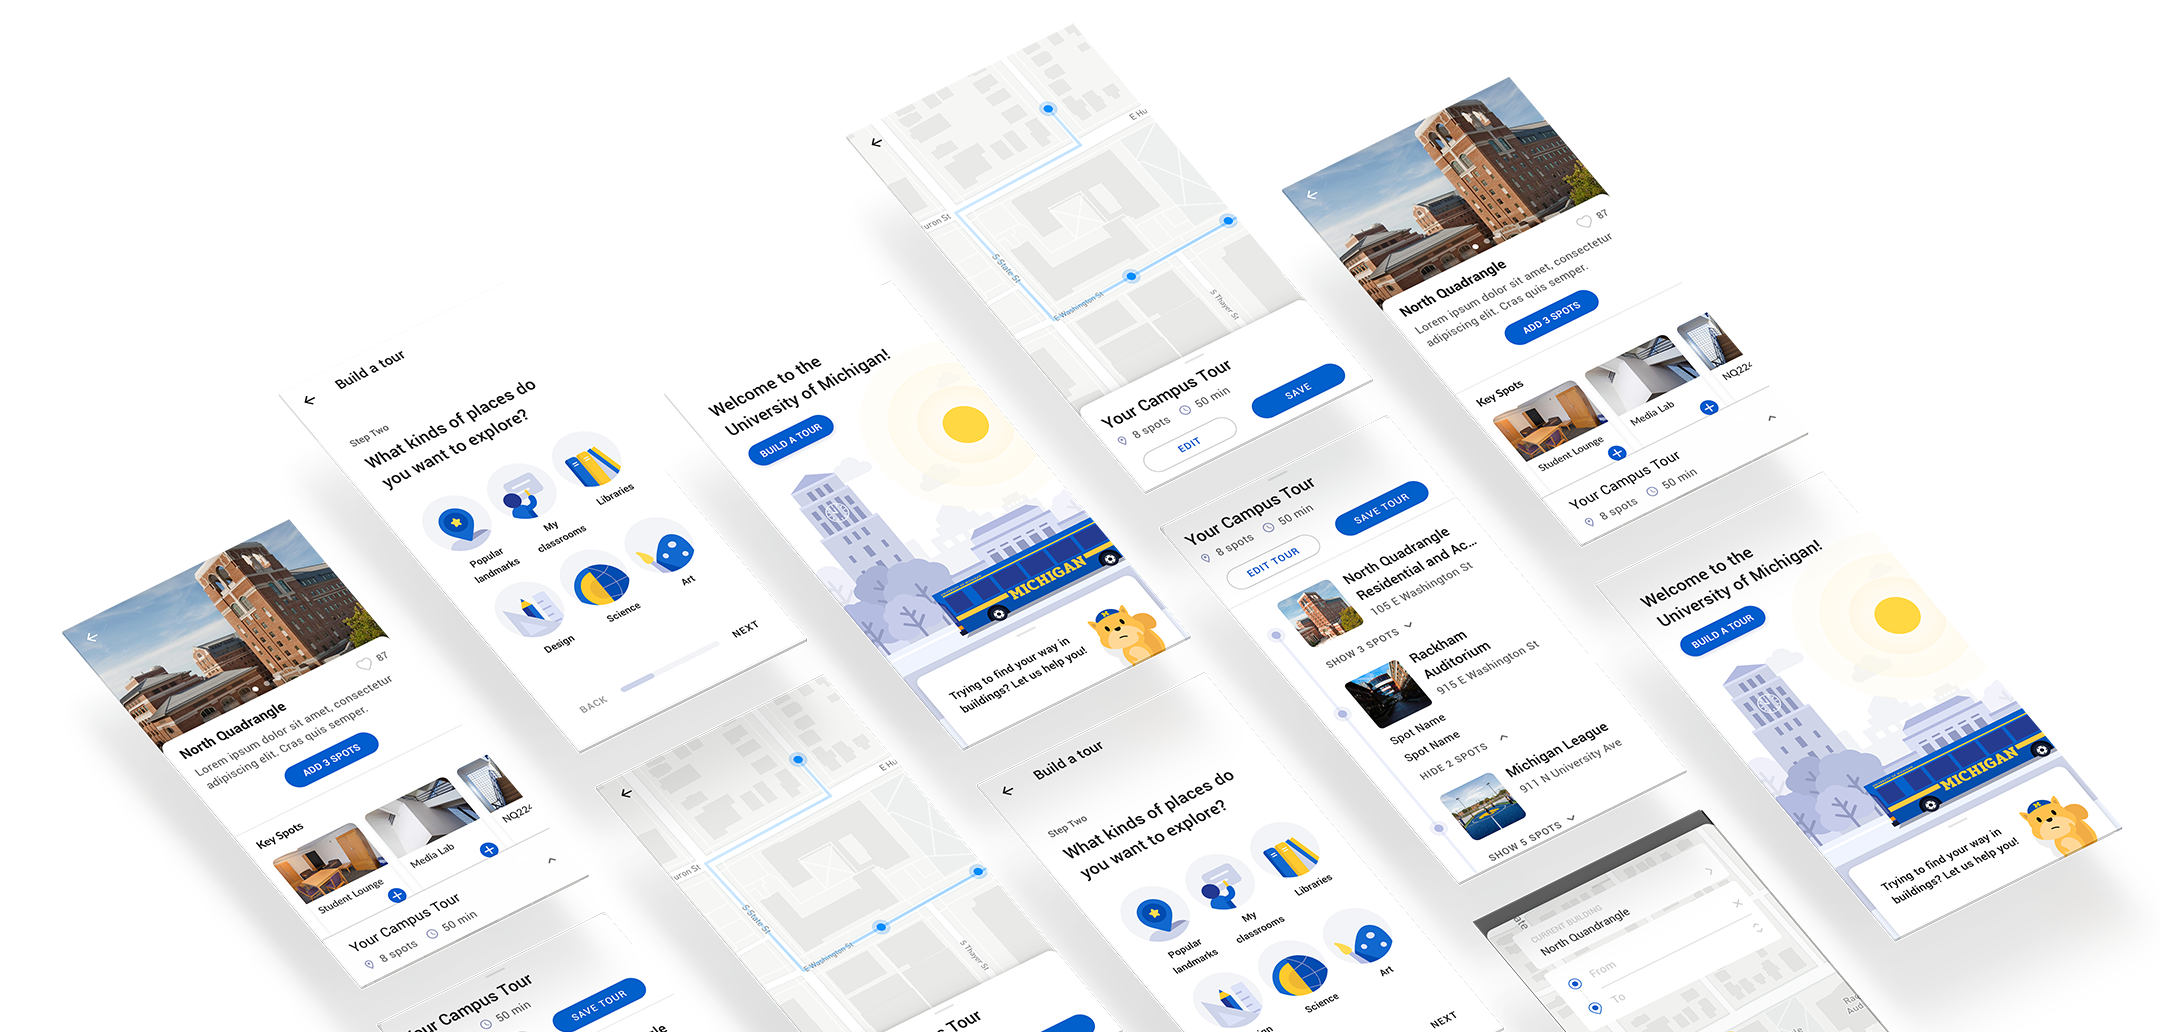 Build a tour
Step Two
What kinds of places do
you want to explore?
Popular
landmarks
My
classrooms
Libraries
Design
Science
Art
BACK
NEXT
Welcome to the
University of Michigan!
BUILD A TOUR
MICHIGAN
Trying to find your way in
buildings? Let us help you!
E Hu
uron St
S State St
E Washington St
S Thayer St
Your Campus Tour
8 spots
50 min
EDIT
SAVE
87
North Quadrangle
Lorem ipsum dolor sit amet, consectetur
adipiscing elit. Cras quis semper.
ADD 3 SPOTS
Key Spots
Student Lounge
Media Lab
NQ224
Your Campus Tour
8 spots
50 min
87
North Quadrangle
Lorem ipsum dolor sit amet, consectetur
adipiscing elit. Cras quis semper.
ADD 3 SPOTS
Key Spots
Student Lounge
Media Lab
NQ224
Your Campus Tour
8 spots
50 min
Your Campus Tour
8 spots
50 min
EDIT TOUR
SAVE TOUR
North Quadrangle
Residential and Ac...
105 E Washington St
SHOW 3 SPOTS
Rackham
Auditorium
915 E Washington St
Spot Name
Spot Name
HIDE 2 SPOTS
Michigan League
911 N University Ave
SHOW 5 SPOTS
Welcome to the
University of Michigan!
BUILD A TOUR
MICHIGAN
Trying to find your way in
buildings? Let us help you!
E Hu
uron St
S State St
E Washington St
S Thayer St
s Tour
Build a tour
Step Two
What kinds of places do
you want to explore?
Popular
landmarks
My
classrooms
Libraries
gn
Science
Art
NEXT
our Campus Tour
50 min
SAVE TOUR
CURRENT BUILDING
North Quandrangle
From
To